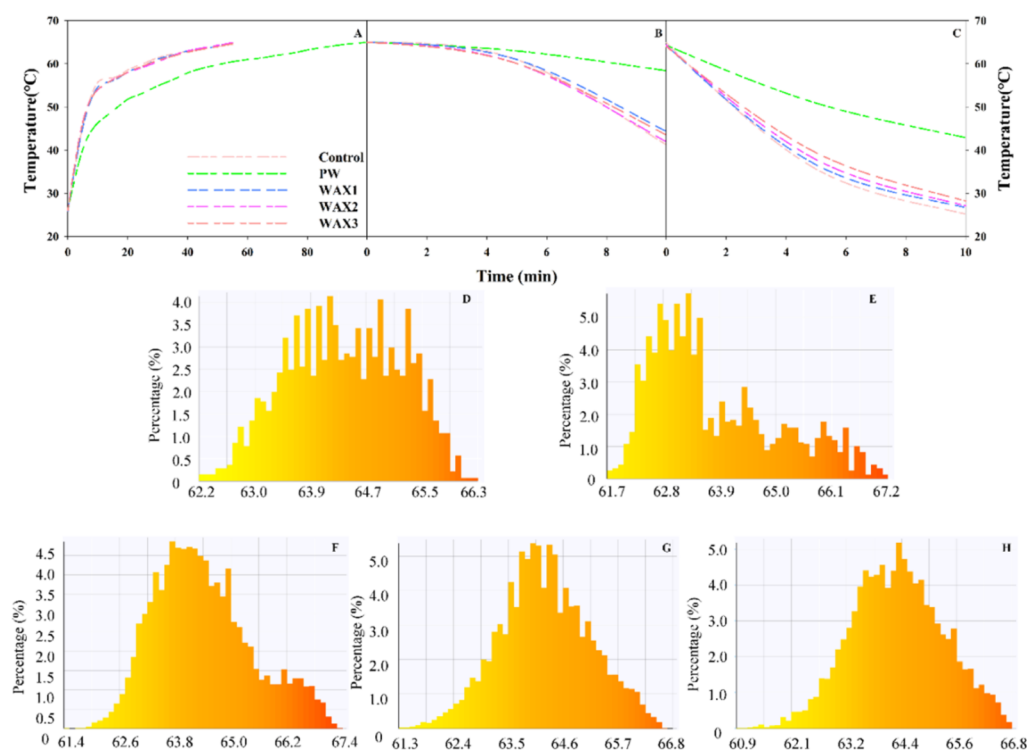 70 A B C 70
60 60
50 50
40 40
30 30
20 20
Temperature(°C)
Temperature(°C)
Control
PW
WAX1
WAX2
WAX3
0 20 40 60 80 0 2 4 6 8 0 2 4 6 8 10
Time (min)
D
4.0
3.5
3.0
2.5
2.0
1.5
1.0
0.5
0
Percentage (%)
62.2 63.0 63.9 64.7 65.5 66.3
E
5.0
4.0
3.0
2.0
1.0
0
Percentage (%)
61.7 62.8 63.9 65.0 66.1 67.2
F
4.5
4.0
3.5
3.0
2.5
2.0
1.5
1.0
0.5
0
Percentage (%)
61.4 62.6 63.8 65.0 66.2 67.4
G
5.0
4.0
3.0
2.0
1.0
0
Percentage (%)
61.3 62.4 63.5 64.6 65.7 66.8
H
5.0
4.0
3.0
2.0
1.0
0
Percentage (%)
60.9 62.1 63.2 64.4 65.6 66.8